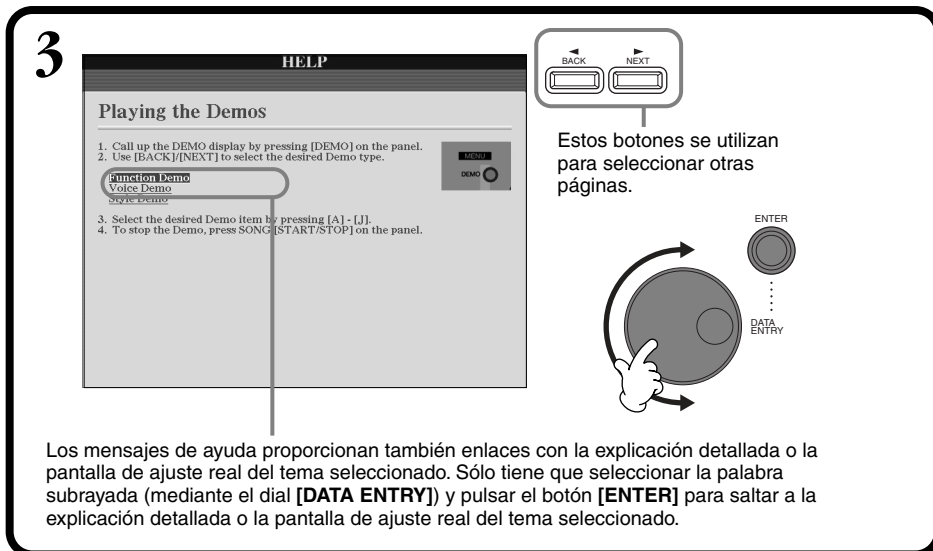 3
HELP
Playing the Demos
1. Call up the DEMO display by pressing [DEMO] on the panel.
2. Use [BACK]/[NEXT] to select the desired Demo type.
Function Demo
Voice Demo
Style Demo
3. Select the desired Demo item by pressing [A] - [J].
4. To stop the Demo, press SONG [START/STOP] on the panel.
MENU
DEMO
BACK
NEXT
Estos botones se utilizan
para seleccionar otras
páginas.
ENTER
DATA
ENTRY
Los mensajes de ayuda proporcionan también enlaces con la explicación detallada o la
pantalla de ajuste real del tema seleccionado. Sólo tiene que seleccionar la palabra
subrayada (mediante el dial [DATA ENTRY]) y pulsar el botón [ENTER] para saltar a la
explicación detallada o la pantalla de ajuste real del tema seleccionado.